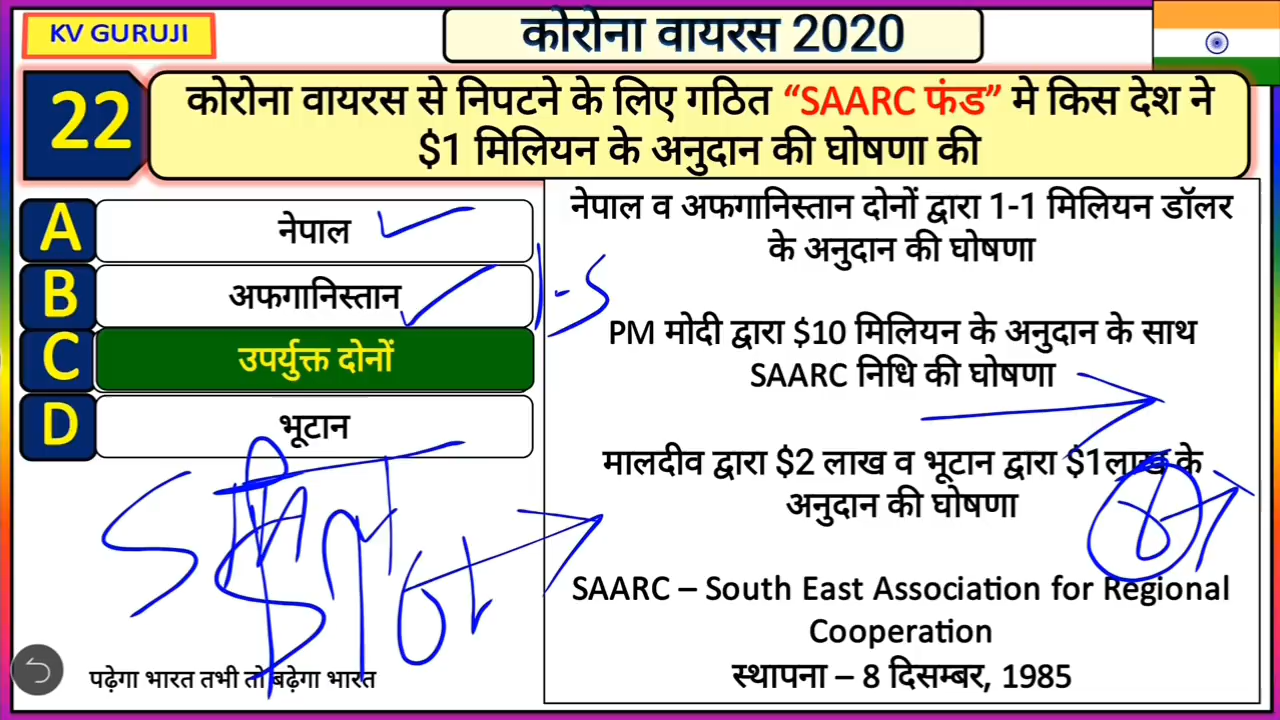 KV GURUJI
कोरोना वायरस 2020
22
कोरोना वायरस से निपटने के लिए गठित “SAARC फंड” मे किस देश ने
$1 मिलियन के अनुदान की घोषणा की
A
नेपाल
B
अफगानिस्तान
C
उपर्युक्त दोनों
D
भूटान
नेपाल व अफगानिस्तान दोनों द्वारा 1-1 मिलियन डॉलर
के अनुदान की घोषणा
1-5
PM मोदी द्वारा $10 मिलियन के अनुदान के साथ
SAARC निधि की घोषणा
मालदीव द्वारा $2 लाख व भूटान द्वारा $1लाख के
अनुदान की घोषणा
SAARC – South East Association for Regional
Cooperation
स्थापना – 8 दिसम्बर, 1985
पढ़ेगा भारत तभी तो बढ़ेगा भारत